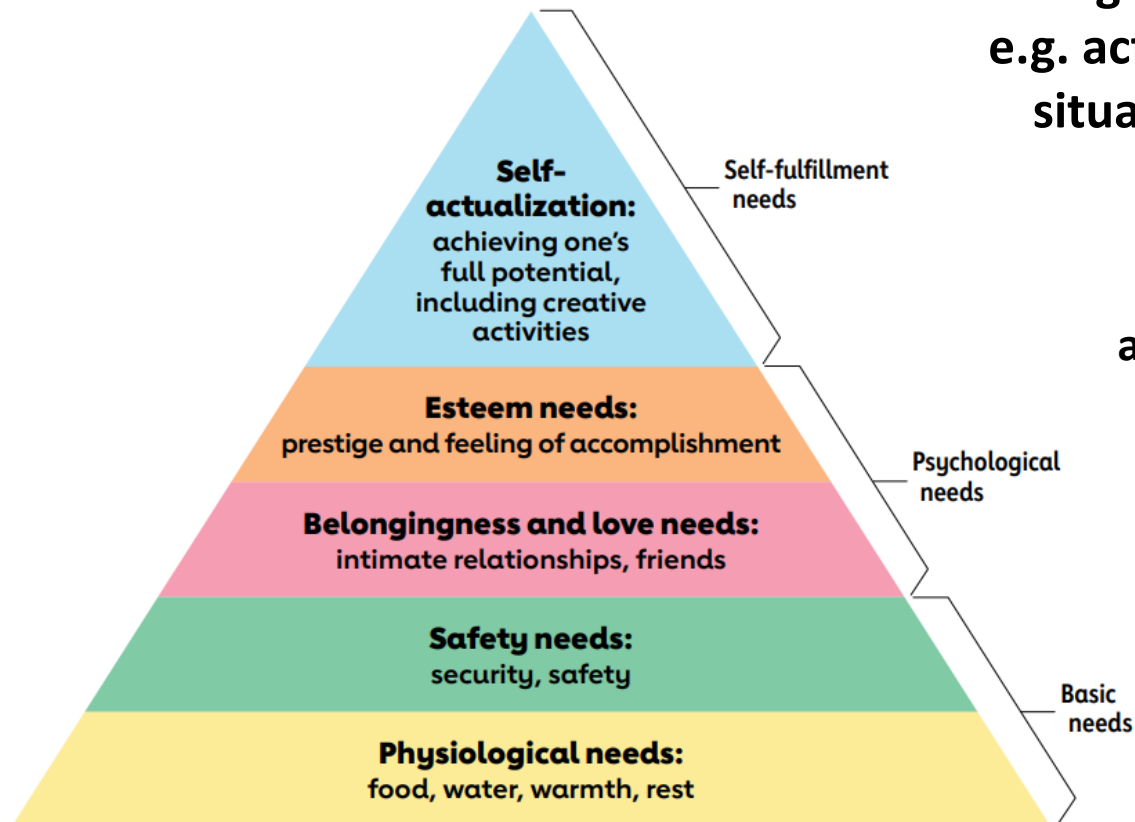 e.g. act
situa
Self-fulfillment
needs
Self-
actualization:
achieving one's
full potential,
including creative
activities
a
Esteem needs:
prestige and feeling of accomplishment
Psychological
needs
Belongingness and love needs:
intimate relationships, friends
Safety needs:
security, safety
Basic
needs
Physiological needs:
food, water, warmth, rest